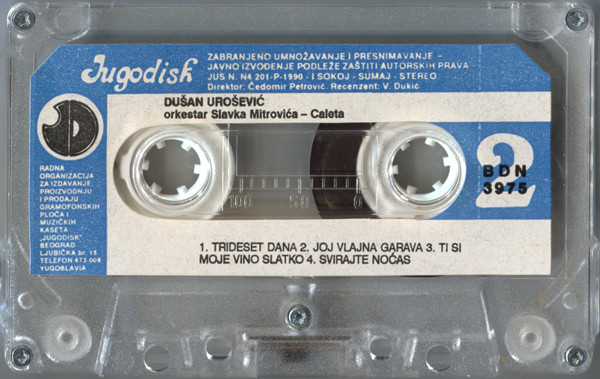 Jugodisk
ZABRANJENO UMNOŽAVANJE I PRESNIMAVANJE –
JAVNO IZVOĐENJE PODLEŽE ZAŠTITI AUTORSKIH PRAVA
JUS N. N4 201-P-1990 - I SOKOJ - SUMAJ - STEREO
Direktor: Čedomir Petrović. Recenzent: V. Đukić
DUŠAN UROŠEVIĆ
orkestar Slavka Mitrovića – Caleta
RADNA
ORGANIZACIJA
ZA IZDAVANJE,
PROIZVODNJU
I PRODAJU
GRAMOFONSKIH
PLOČA I
MUZIČKIH
KASETA
„JUGODISK"
BEOGRAD
LJUBIČKA br. 15
TELEFON 473-008
YUGOSLAVIA
2
BDN
3975
100 50 0
1. TRIDESET DANA 2. JOJ VLAJNA GARAVA 3. TI SI
MOJE VINO SLATKO 4. SVIRAJTE NOĆAS